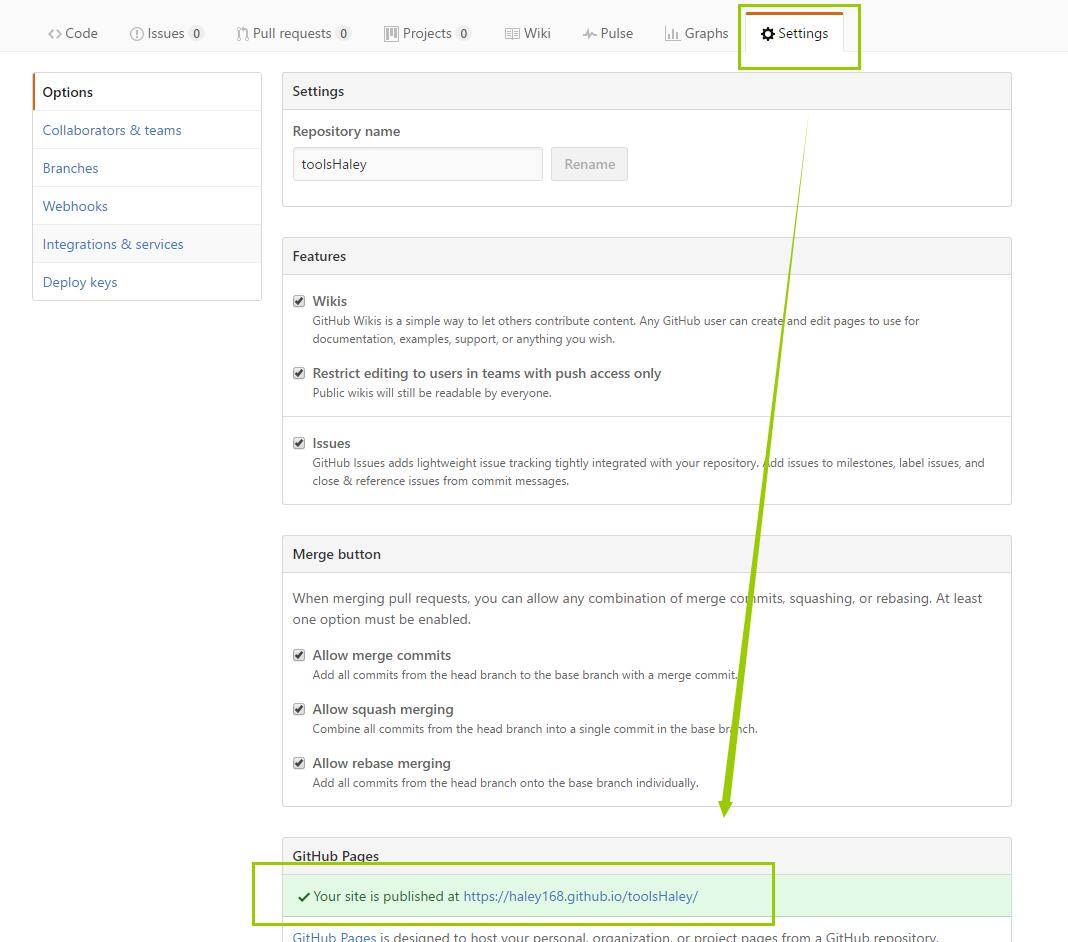 Code Issues 0 Pull requests 0 Projects 0 Wiki Pulse Graphs Settings
Options
Collaborators & teams
Branches
Webhooks
Integrations & services
Deploy keys
Settings
Repository name
toolsHaley Rename
Features
Wikis
GitHub Wikis is a simple way to let others contribute content. Any GitHub user can create and edit pages to use for
documentation, examples, support, or anything you wish.
Restrict editing to users in teams with push access only
Public wikis will still be readable by everyone.
Issues
GitHub Issues adds lightweight issue tracking tightly integrated with your repository. Add issues to milestones, label issues, and
close & reference issues from commit messages.
Merge button
When merging pull requests, you can allow any combination of merge commits, squashing, or rebasing. At least
one option must be enabled.
Allow merge commits
Add all commits from the head branch to the base branch with a merge commit.
Allow squash merging
Combine all commits from the head branch into a single commit in the base branch.
Allow rebase merging
Add all commits from the head branch onto the base branch individually.
GitHub Pages
Your site is published at https://haley168.github.io/toolsHaley/
GitHub Pages is designed to host your personal, organization, or project pages from a GitHub repository.